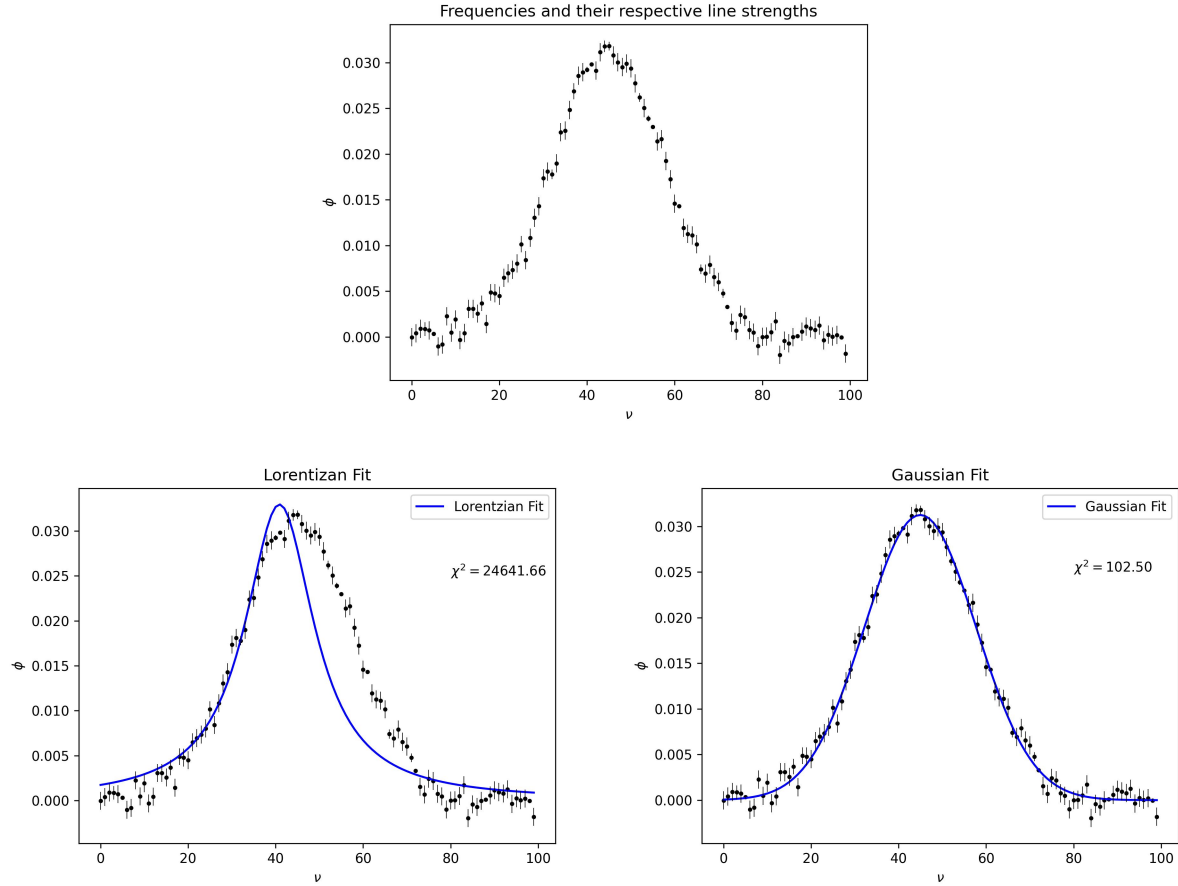 Frequencies and their respective line strengths
ϕ
0.030
0.025
0.020
0.015
0.010
0.005
0.000
0 20 40 60 80 100
ν
Lorentizan Fit
Lorentzian Fit
χ² = 24641.66
ϕ
0.030
0.025
0.020
0.015
0.010
0.005
0.000
0 20 40 60 80 100
ν
Gaussian Fit
Gaussian Fit
χ² = 102.50
ϕ
0.030
0.025
0.020
0.015
0.010
0.005
0.000
0 20 40 60 80 100
ν